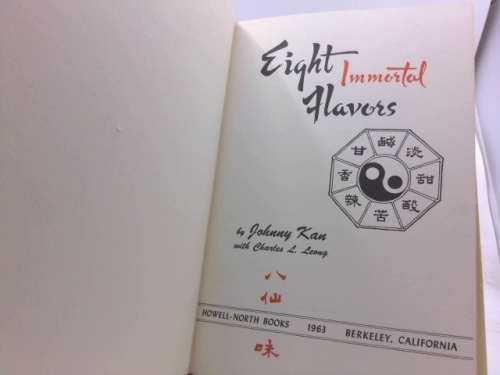 Eight
Immortal
Flavors
鹹
淡
甜
酸
苦
辣
香
甘
by Johnny Kan
with Charles L. Leong
八
仙
味
HOWELL-NORTH BOOKS 1963 BERKELEY, CALIFORNIA